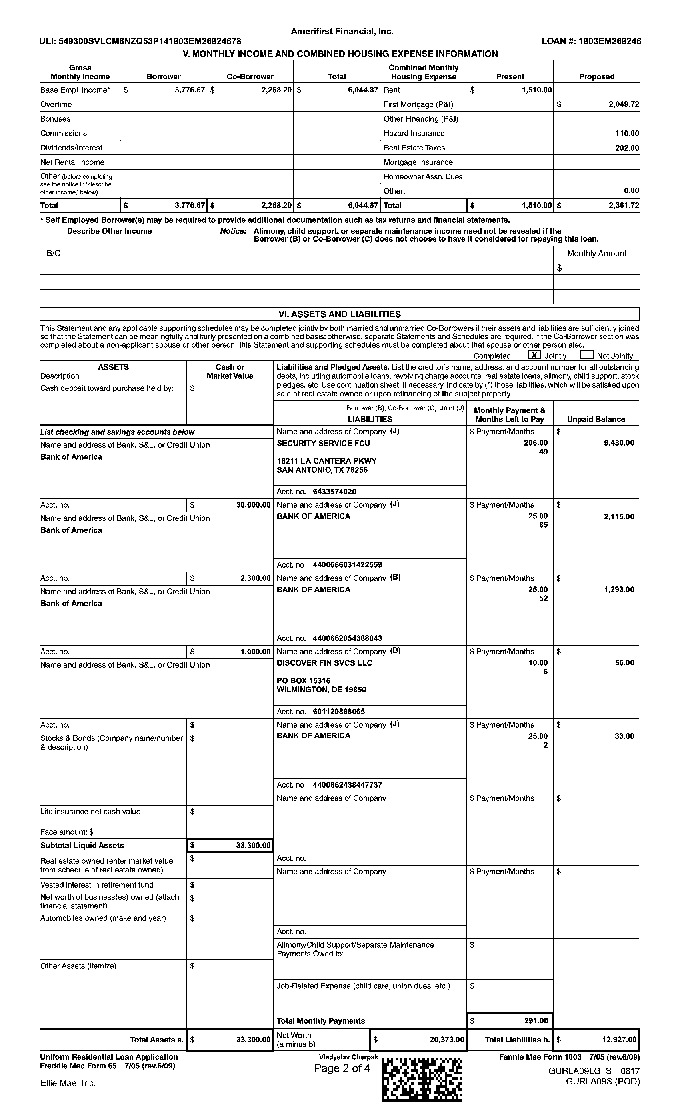 Amerifirst Financial, Inc.
LOAN #: 1903EM269246
V. MONTHLY INCOME AND COMBINED HOUSING EXPENSE INFORMATION
Gross Monthly Income Borrower Co-Borrower Total Combined Monthly Housing Expense Present Proposed
Base Empl. Income* $ 3,776.67 $ 2,268.20 $ 6,044.87 Rent $ 1,510.00
Overtime First Mortgage (P&I) $ 2,049.72
Bonuses Other Financing (P&I)
Commissions Hazard Insurance 110.00
Dividends/Interest Real Estate Taxes 202.00
Net Rental Income Mortgage Insurance
Other (before completing, Homeowner Assn. Dues
see the notice in "describe
other income," below) Other: 0.00
Total $ 3,776.67 $ 2,268.20 $ 6,044.87 Total $ 1,510.00 $ 2,361.72
* Self Employed Borrower(s) may be required to provide additional documentation such as tax returns and financial statements.
Describe Other Income Notice: Alimony, child support, or separate maintenance income need not be revealed if the
Borrower (B) or Co-Borrower (C) does not choose to have it considered for repaying this loan.
B/C Monthly Amount
$
VI. ASSETS AND LIABILITIES
This Statement and any applicable supporting schedules may be completed jointly by both married and unmarried Co-Borrowers if their assets and liabilities are sufficiently joined
so that the Statement can be meaningfully and fairly presented on a combined basis; otherwise, separate Statements and Schedules are required. If the Co-Borrower section was
completed about a non-applicant spouse or other person, this Statement and supporting schedules must be completed about that spouse or other person also.
Completed X Jointly Not Jointly
ASSETS Cash or Market Value
Description
Cash deposit toward purchase held by: $
Liabilities and Pledged Assets. List the creditor's name, address, and account number for all outstanding
debts, including automobile loans, revolving charge accounts, real estate loans, alimony, child support, stock
pledges, etc. Use continuation sheet, if necessary. Indicate by (*) those liabilities, which will be satisfied upon
sale of real estate owned or upon refinancing of the subject property.
Borrower (B), Co-Borrower (C), Joint (J)
LIABILITIES Monthly Payment & Months Left to Pay Unpaid Balance
List checking and savings accounts below
Name and address of Bank, S&L, or Credit Union
Bank of America
Name and address of Company (J) $ Payment/Months $
SECURITY SERVICE FCU 206.00 9,430.00
49
16211 LA CANTERA PKWY
SAN ANTONIO, TX 78256
Acct. no. 6433574020
Acct. no. $ 30,000.00
Name and address of Bank, S&L, or Credit Union
Bank of America
Name and address of Company (J) $ Payment/Months $
BANK OF AMERICA 25.00 2,115.00
85
Acct. no. 4400666031422559
Acct. no. $ 2,300.00
Name and address of Bank, S&L, or Credit Union
Bank of America
Name and address of Company (B) $ Payment/Months $
BANK OF AMERICA 25.00 1,293.00
52
Acct. no. 4400662054388043
Acct. no. $ 1,000.00
Name and address of Bank, S&L, or Credit Union
Name and address of Company $ Payment/Months $
DISCOVER FIN SVCS LLC 10.00 56.00
6
PO BOX 15316
WILMINGTON, DE 19850
Acct. no. 601120898065
Acct. no. $
Stocks & Bonds (Company name/number $
& description)
Name and address of Company (J) $ Payment/Months $
BANK OF AMERICA 25.00 33.00
2
Acct. no. 4400662438447237
Life insurance net cash value $
Face amount: $
Name and address of Company $ Payment/Months $
Subtotal Liquid Assets $ 33,300.00
Acct. no.
Real estate owned (enter market value $
from schedule of real estate owned)
Name and address of Company $ Payment/Months $
Vested interest in retirement fund $
Net worth of business(es) owned (attach $
financial statement)
Automobiles owned (make and year) $
Acct. no.
Alimony/Child Support/Separate Maintenance $
Payments Owed to:
Other Assets (itemize) $
Job-Related Expense (child care, union dues, etc.) $
Total Monthly Payments $ 291.00
Total Assets a. $ 33,300.00 Net Worth (a minus b) $ 20,373.00 Total Liabilities b. $ 12,927.00
Uniform Residential Loan Application
Freddie Mac Form 65 7/05 (rev.6/09)
Page 2 of 4
Fannie Mae Form 1003 7/05 (rev.6/09)
Ellie Mae, Inc.
GURLA09LG_S 0817
GURLA09S (POD)